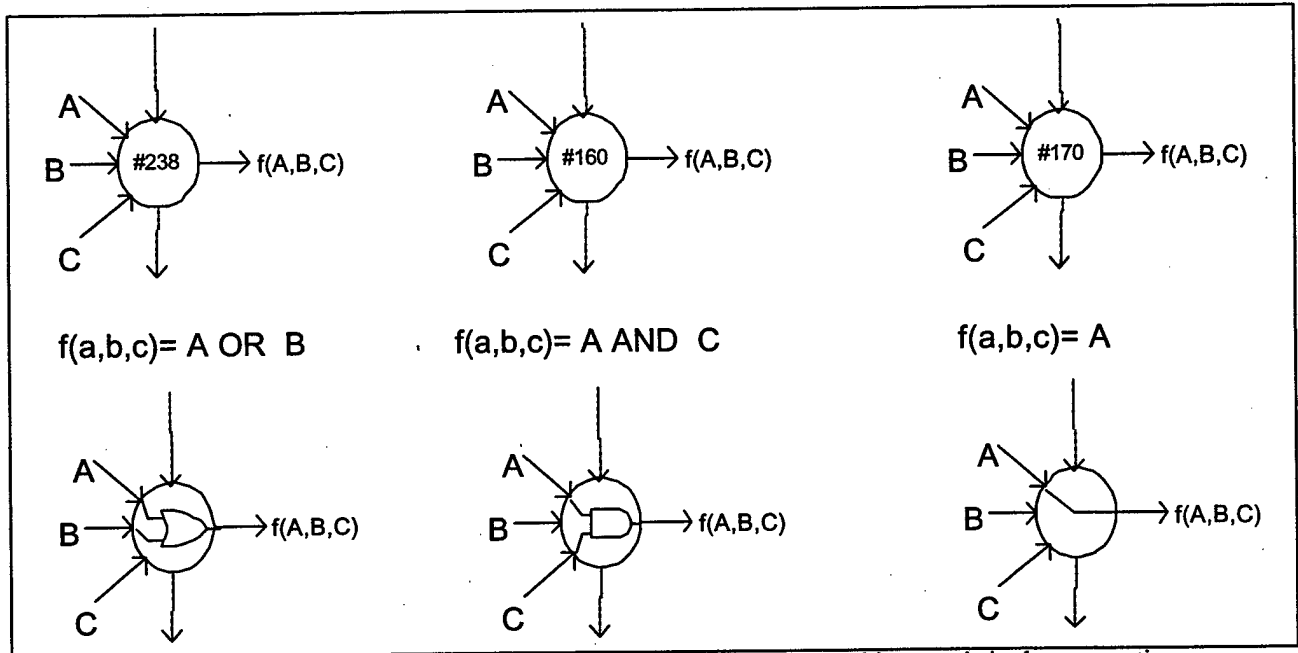 A
B
C
#238
f(A,B,C)
A
B
C
#160
f(A,B,C)
A
B
C
#170
f(A,B,C)
f(a,b,c)= A OR B
f(a,b,c)= A AND C
f(a,b,c)= A
A
B
C
f(A,B,C)
A
B
C
f(A,B,C)
A
B
C
f(A,B,C)